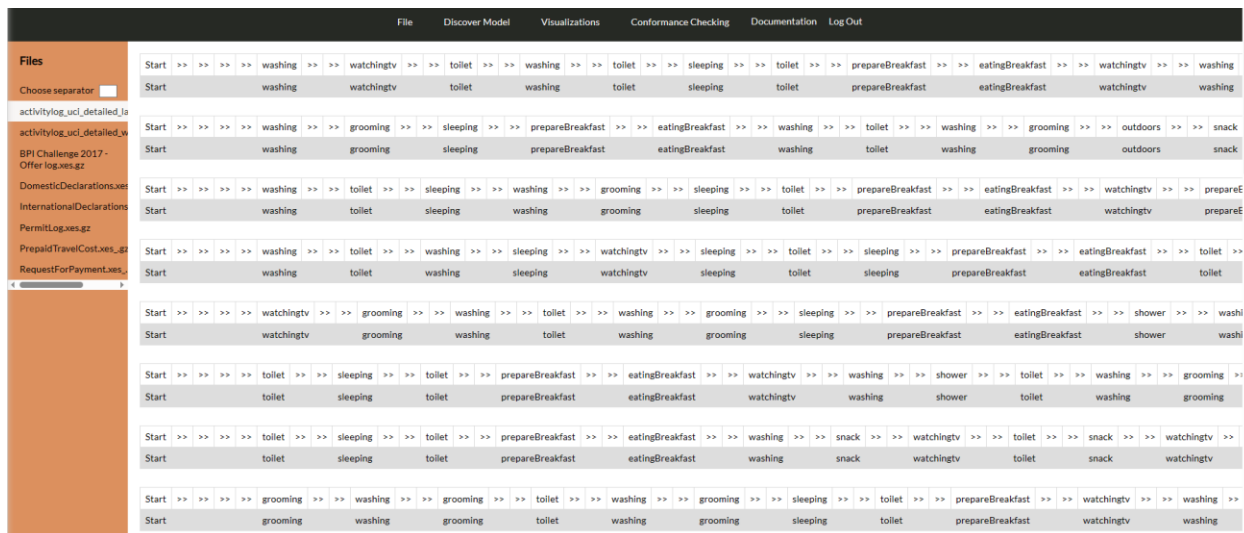 File Discover Model Visualizations Conformance Checking Documentation Log Out
Files
Choose separator
activitylog_uci_detailed_la
activitylog_uci_detailed_w
BPI Challenge 2017 -
Offer log.xes.gz
DomesticDeclarations.xes
InternationalDeclarations
PermitLog.xes.gz
PrepaidTravelCost.xes_.gz
RequestForPayment.xes_.
Start >> >> >> >> washing >> >> watchingtv >> >> toilet >> >> washing >> >> toilet >> >> sleeping >> >> toilet >> >> prepareBreakfast >> >> eatingBreakfast >> >> watchingtv >> >> washing
Start washing watchingtv toilet washing toilet sleeping toilet prepareBreakfast eatingBreakfast watchingtv washing
Start >> >> >> >> washing >> >> grooming >> >> sleeping >> >> prepareBreakfast >> >> eatingBreakfast >> >> washing >> >> toilet >> >> washing >> >> grooming >> >> outdoors >> >> snack
Start washing grooming sleeping prepareBreakfast eatingBreakfast washing toilet washing grooming outdoors snack
Start >> >> >> >> washing >> >> toilet >> >> sleeping >> >> washing >> >> grooming >> >> sleeping >> >> toilet >> >> prepareBreakfast >> >> eatingBreakfast >> >> watchingtv >> >> prepareE
Start washing toilet sleeping washing grooming sleeping toilet prepareBreakfast eatingBreakfast watchingtv prepareE
Start >> >> >> >> washing >> >> toilet >> >> washing >> >> sleeping >> >> watchingtv >> >> sleeping >> >> toilet >> >> sleeping >> >> prepareBreakfast >> >> eatingBreakfast >> >> toilet >>
Start washing toilet washing sleeping watchingtv sleeping toilet sleeping prepareBreakfast eatingBreakfast toilet
Start >> >> >> >> watchingtv >> >> grooming >> >> washing >> >> toilet >> >> washing >> >> grooming >> >> sleeping >> >> prepareBreakfast >> >> eatingBreakfast >> >> shower >> >> washi
Start watchingtv grooming washing toilet washing grooming sleeping prepareBreakfast eatingBreakfast shower washi
Start >> >> >> >> toilet >> >> sleeping >> >> toilet >> >> prepareBreakfast >> >> eatingBreakfast >> >> watchingtv >> >> washing >> >> shower >> >> toilet >> >> washing >> >> grooming >>
Start toilet sleeping toilet prepareBreakfast eatingBreakfast watchingtv washing shower toilet washing grooming
Start >> >> >> >> toilet >> >> sleeping >> >> toilet >> >> prepareBreakfast >> >> eatingBreakfast >> >> washing >> >> snack >> >> watchingtv >> >> toilet >> >> snack >> >> watchingtv >>
Start toilet sleeping toilet prepareBreakfast eatingBreakfast washing snack watchingtv toilet snack watchingtv
Start >> >> >> >> grooming >> >> washing >> >> grooming >> >> toilet >> >> washing >> >> grooming >> >> sleeping >> >> toilet >> >> prepareBreakfast >> >> watchingtv >> >> washing >>
Start grooming washing grooming toilet washing grooming sleeping toilet prepareBreakfast watchingtv washing